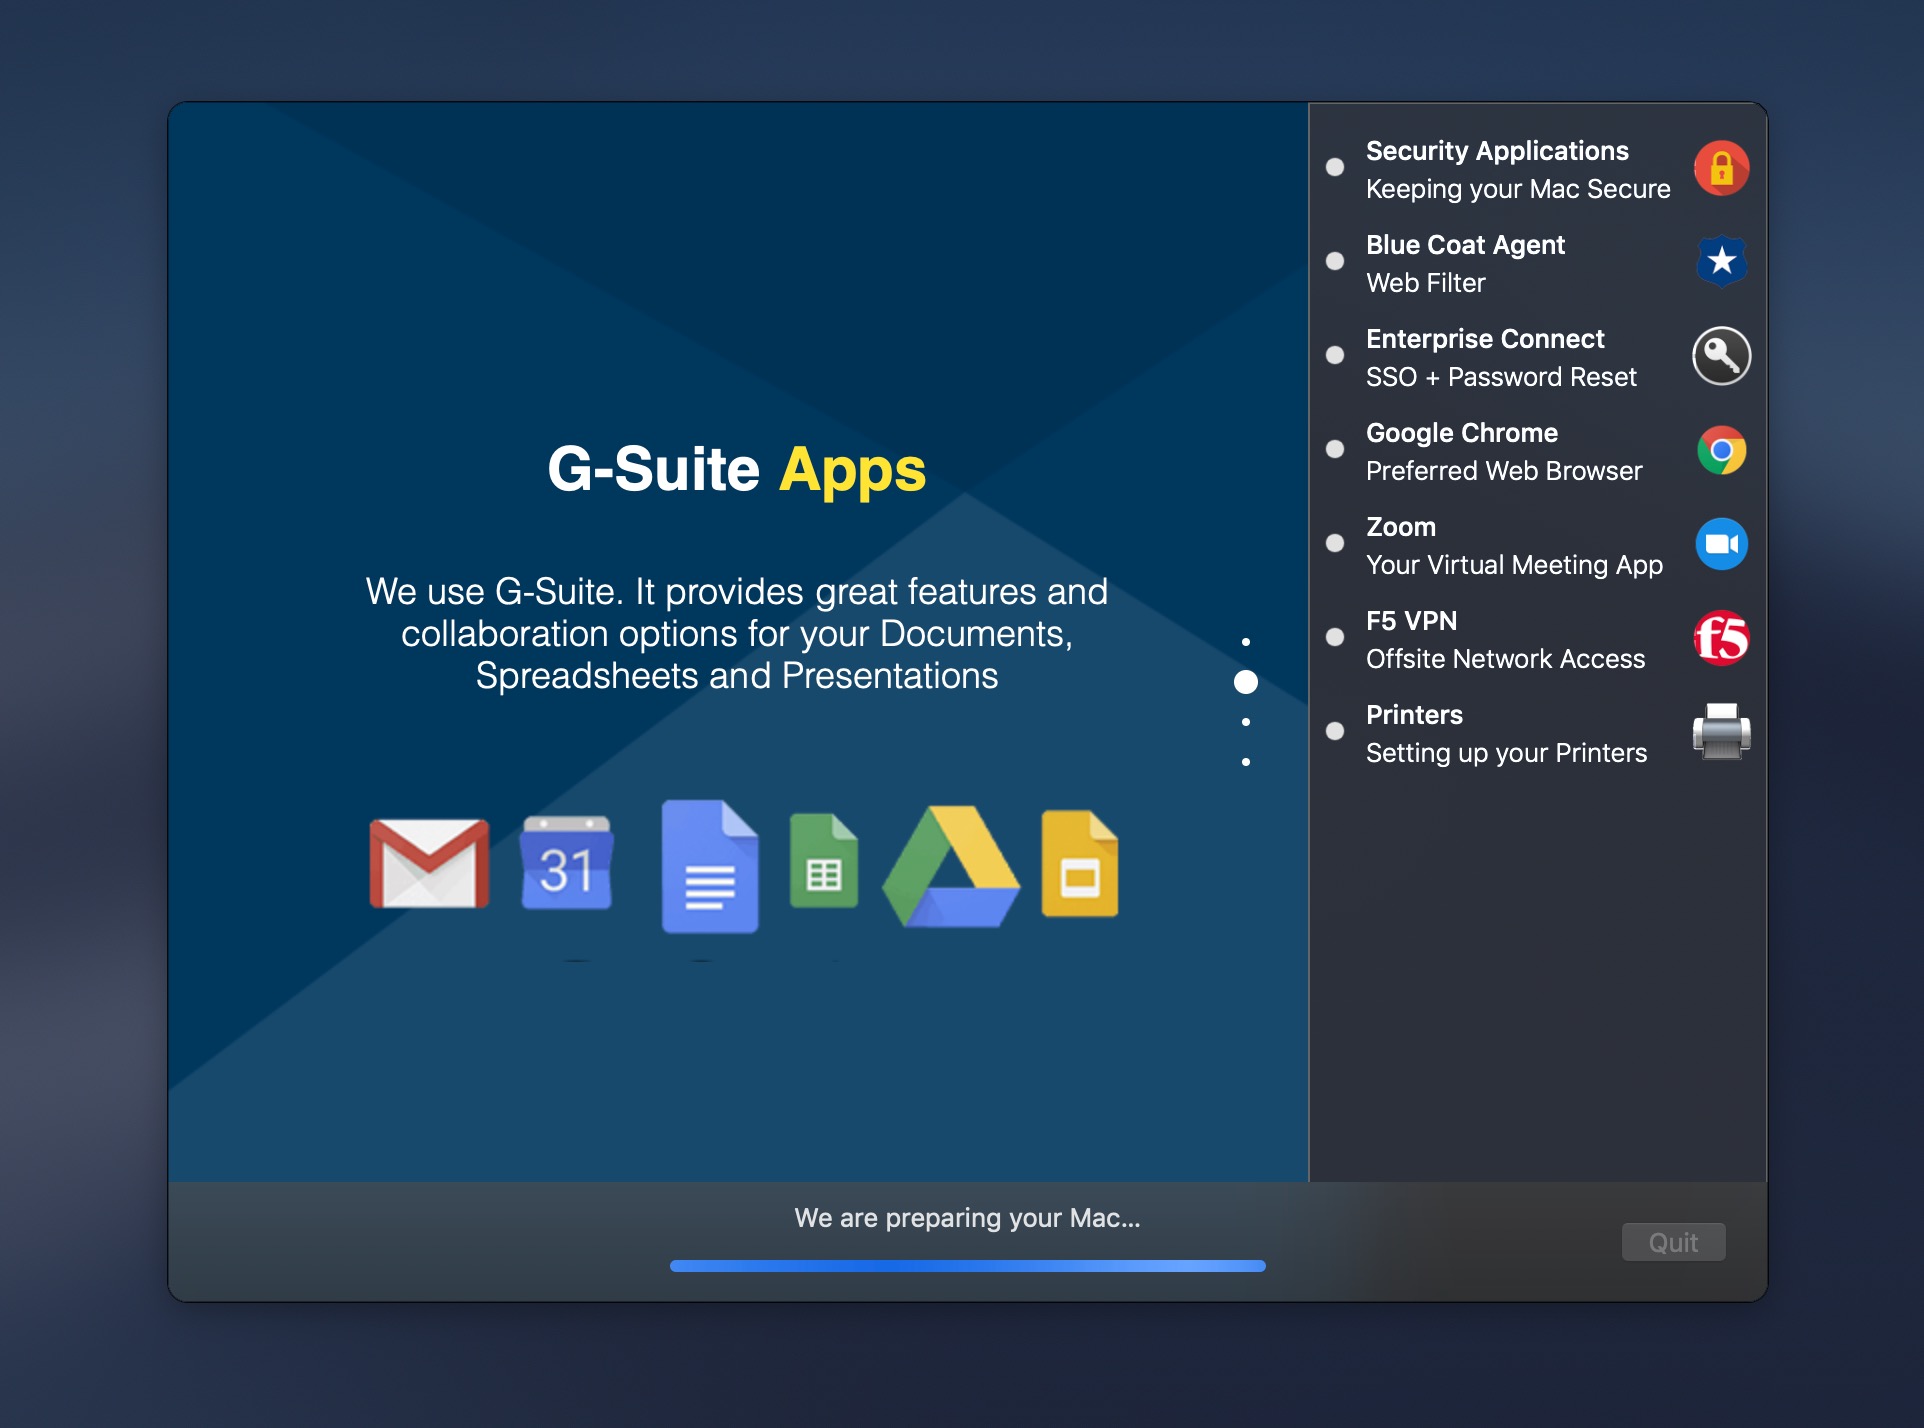 G-Suite Apps
We use G-Suite. It provides great features and
collaboration options for your Documents,
Spreadsheets and Presentations
31
Security Applications
Keeping your Mac Secure
Blue Coat Agent
Web Filter
Enterprise Connect
SSO + Password Reset
Google Chrome
Preferred Web Browser
Zoom
Your Virtual Meeting App
F5 VPN
Offsite Network Access
f5
Printers
Setting up your Printers
We are preparing your Mac...
Quit